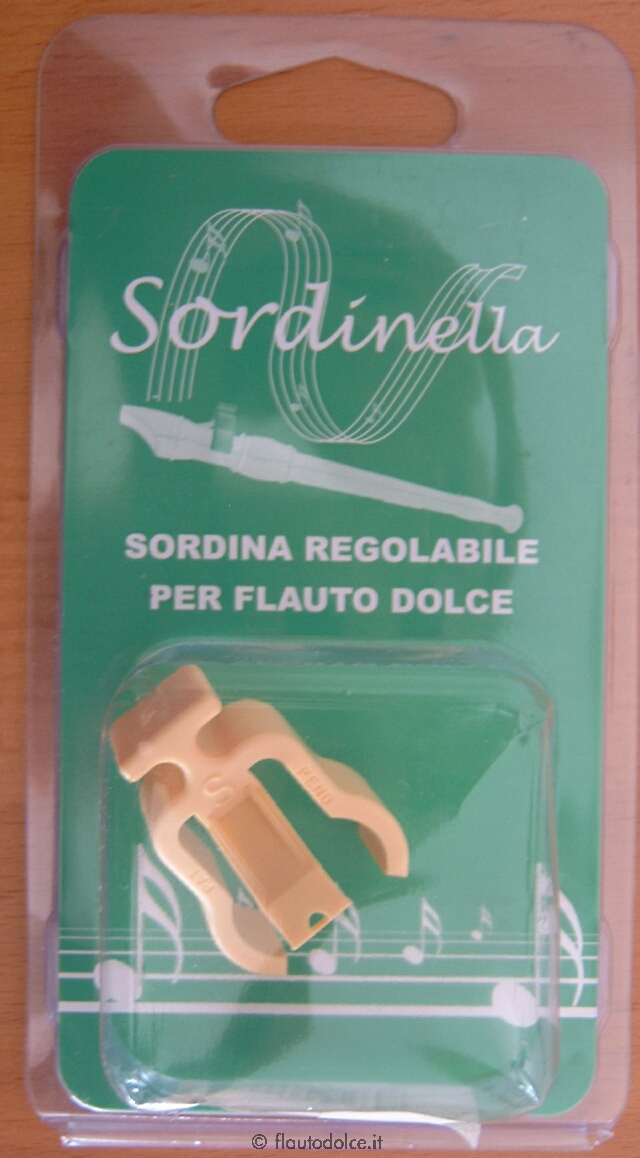 Sordinella
SORDINA REGOLABILE
PER FLAUTO DOLCE
S
© flautodolce.it